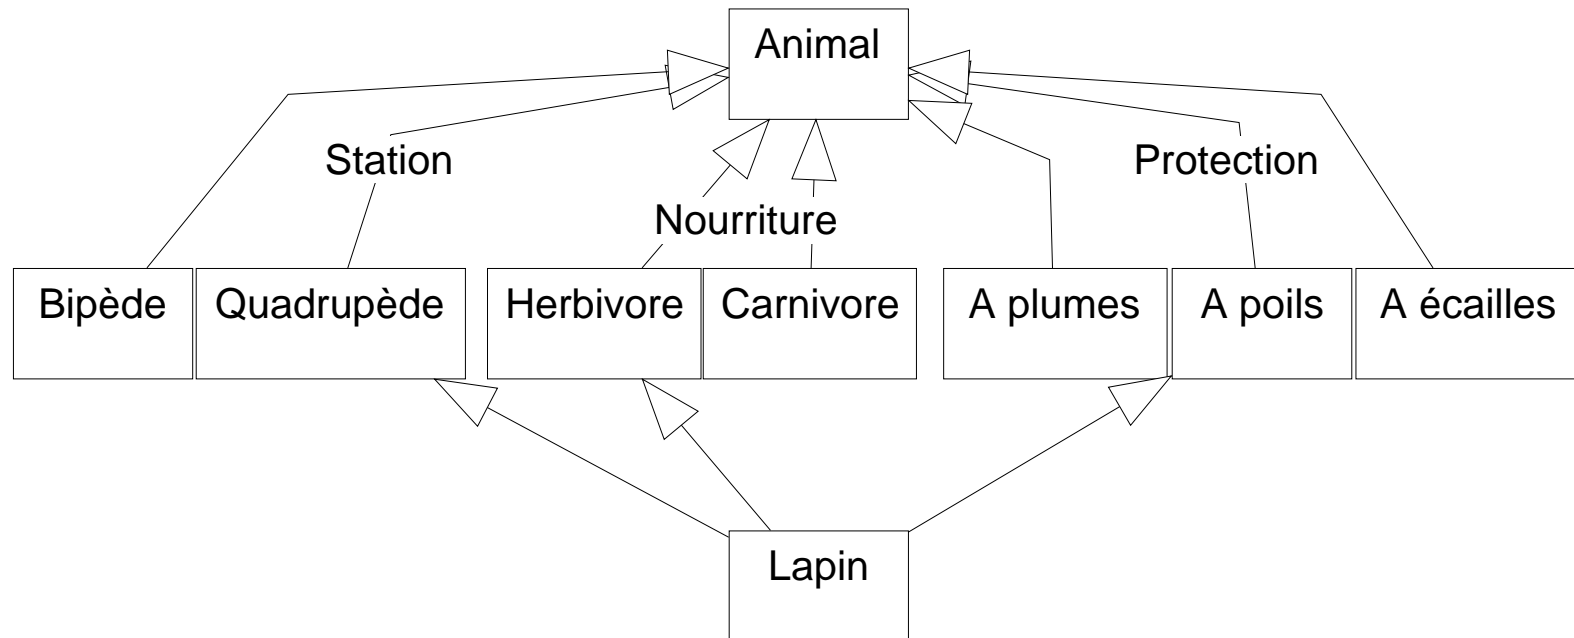 Animal
Station
Protection
Nourriture
Bipède
Quadrupède
Herbivore
Carnivore
A plumes
A poils
A écailles
Lapin